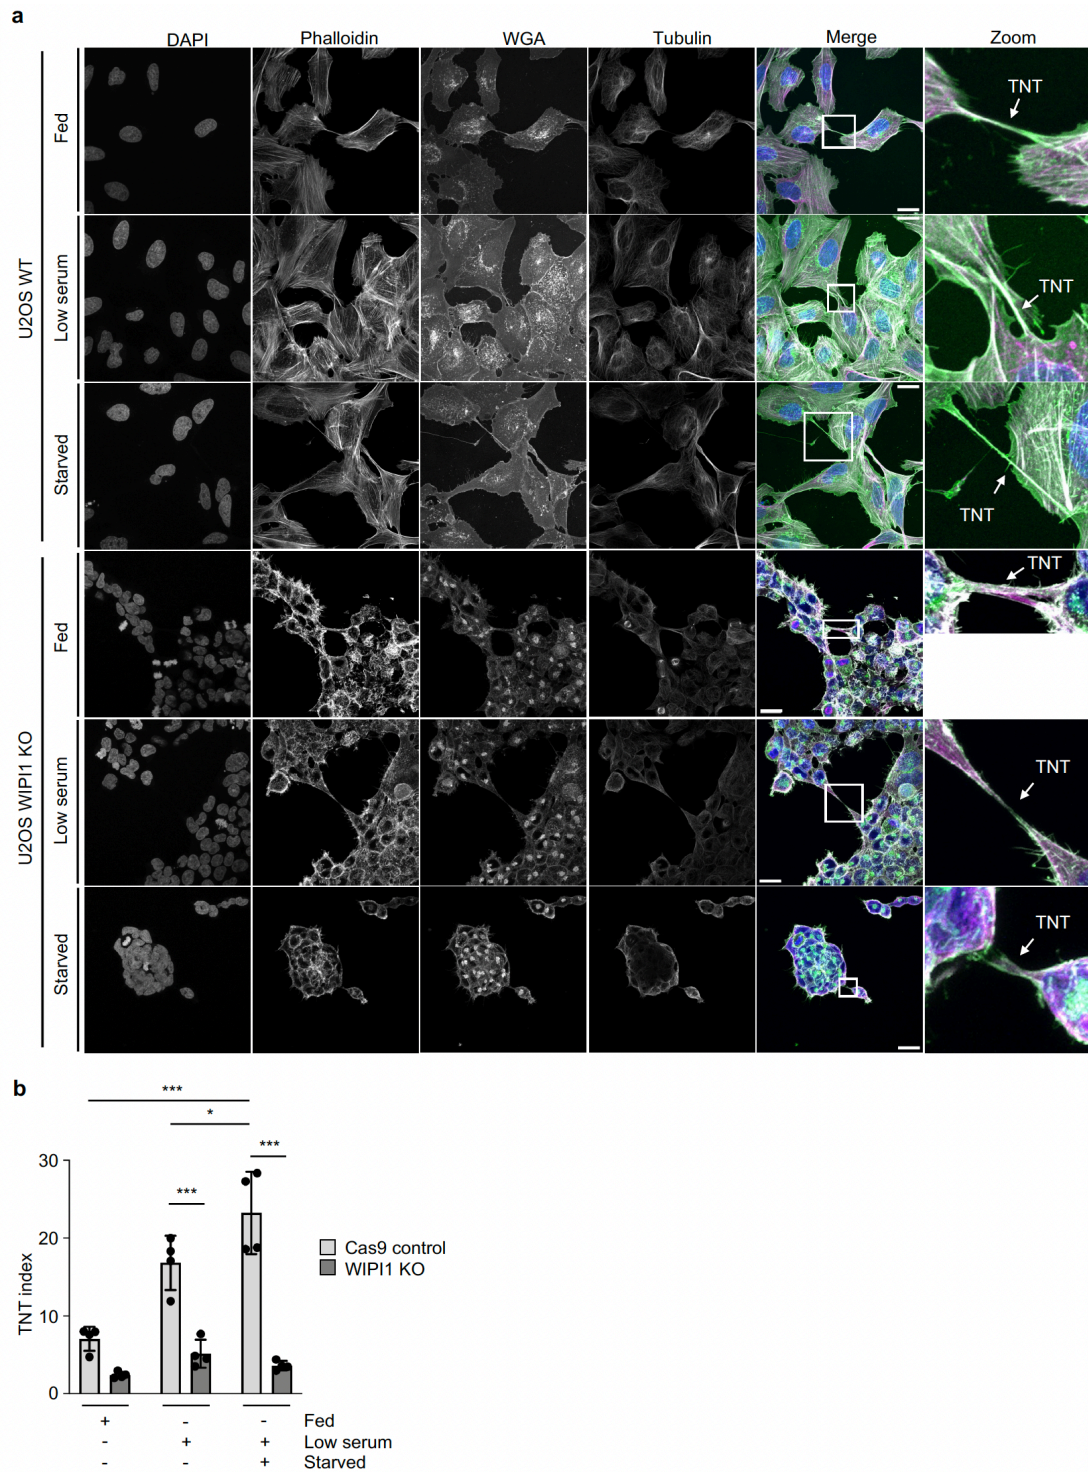 a
DAPI Phalloidin WGA Tubulin Merge Zoom
U2OS WT
Fed
TNT
Low serum
TNT
Starved
TNT
U2OS WIPI1 KO
Fed
TNT
Low serum
TNT
Starved
TNT
b
***
*
***
***
TNT index
30
20
10
0
Cas9 control
WIPI1 KO
+ - - Fed
- + + Low serum
- - + Starved